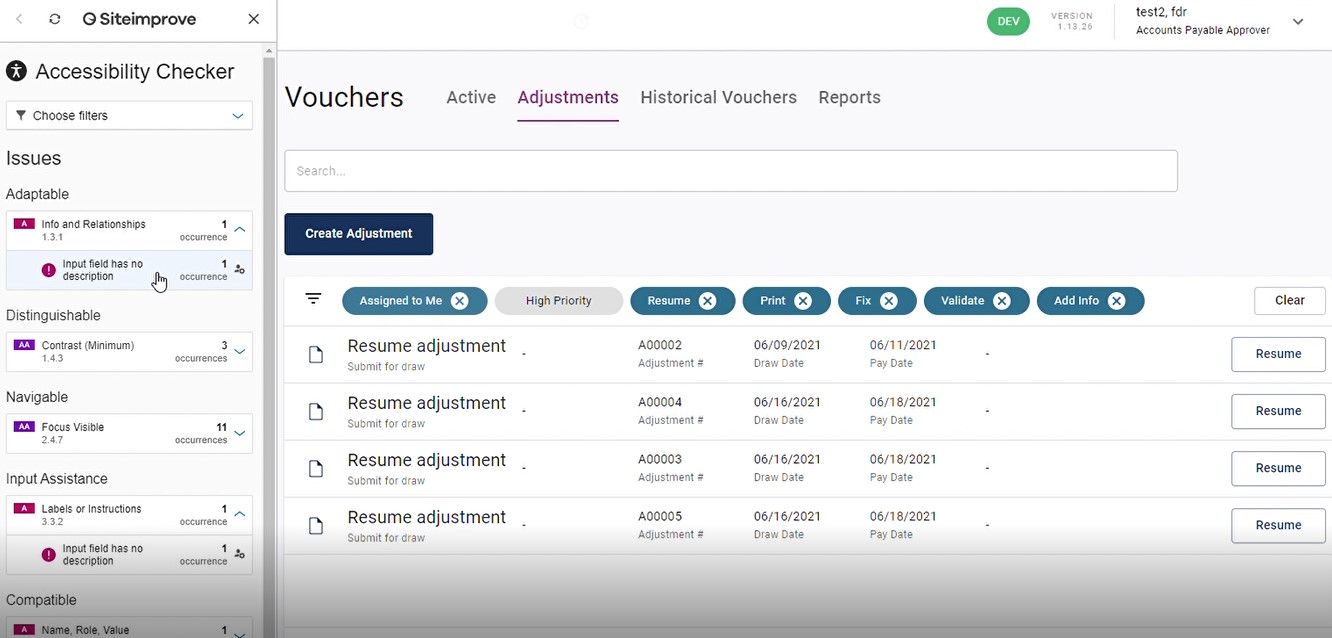 Siteimprove
Accessibility Checker
Choose filters
Issues
Adaptable
A Info and Relationships 1
1.3.1 occurrence
Input field has no description 1 occurrence
Distinguishable
AA Contrast (Minimum) 3
1.4.3 occurrences
Navigable
AA Focus Visible 11
2.4.7 occurrences
Input Assistance
A Labels or Instructions 1
3.3.2 occurrence
Input field has no description 1 occurrence
Compatible
A Name, Role, Value 1
DEV
VERSION
1.13.26
test2, fdr
Accounts Payable Approver
Vouchers Active Adjustments Historical Vouchers Reports
Search...
Create Adjustment
Assigned to Me High Priority Resume Print Fix Validate Add Info Clear
Resume adjustment - A00002 06/09/2021 06/11/2021 - Resume
Submit for draw Adjustment # Draw Date Pay Date
Resume adjustment - A00004 06/16/2021 06/18/2021 - Resume
Submit for draw Adjustment # Draw Date Pay Date
Resume adjustment - A00003 06/16/2021 06/18/2021 - Resume
Submit for draw Adjustment # Draw Date Pay Date
Resume adjustment - A00005 06/16/2021 06/18/2021 - Resume
Submit for draw Adjustment # Draw Date Pay Date